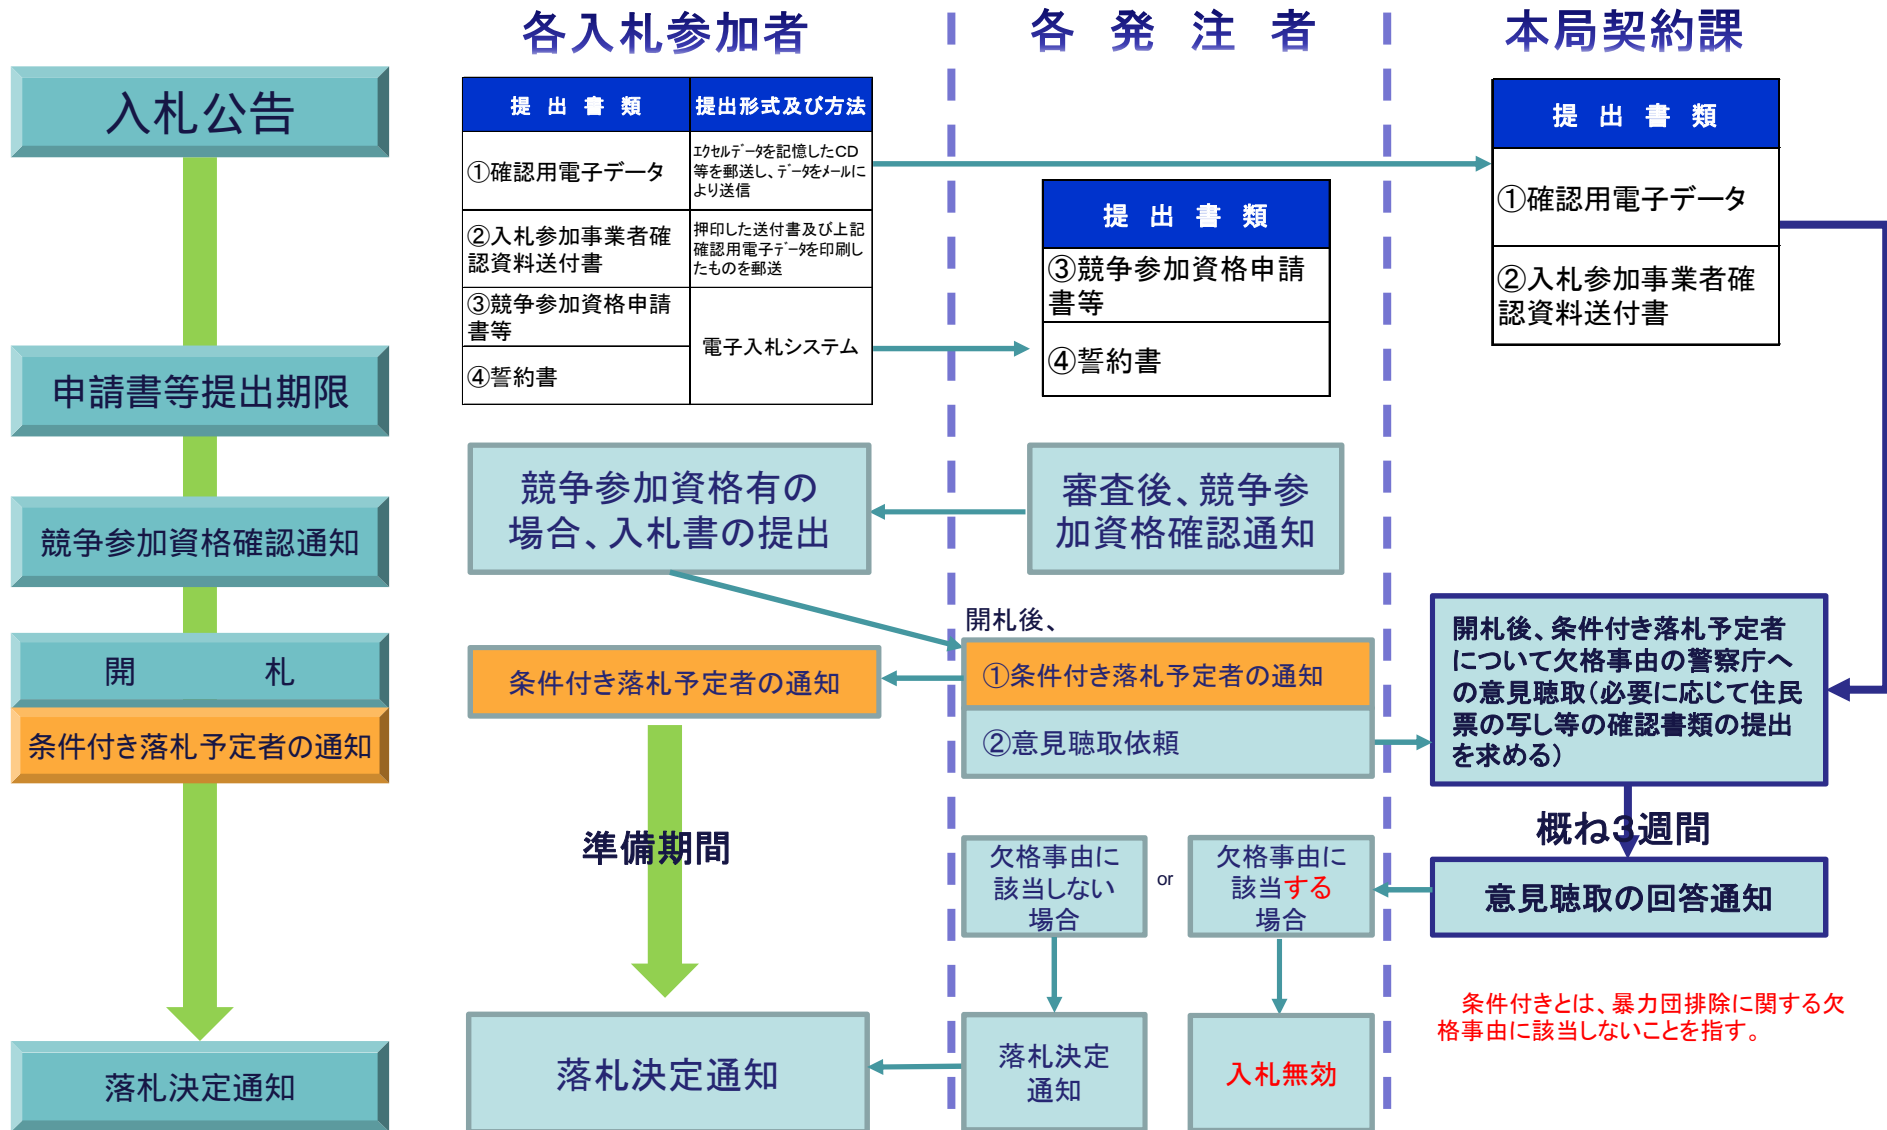 各入札参加者
各　発　注　者
本局契約課
入札公告
申請書等提出期限
競争参加資格確認通知
開　　　　札
条件付き落札予定者の通知
落札決定通知
提　出　書　類
提出形式及び方法
①確認用電子データ
ｴｸｾﾙﾃﾞｰﾀを記憶したCD
等を郵送し、ﾃﾞｰﾀをﾒｰﾙに
より送信
②入札参加事業者確
認資料送付書
押印した送付書及び上記
確認用電子ﾃﾞｰﾀを印刷し
たものを郵送
③競争参加資格申請
書等
④誓約書
電子入札システム
提　出　書　類
③競争参加資格申請
書等
④誓約書
提　出　書　類
①確認用電子データ
②入札参加事業者確
認資料送付書
競争参加資格有の
場合、入札書の提出
審査後、競争参
加資格確認通知
開札後、
条件付き落札予定者の通知
①条件付き落札予定者の通知
②意見聴取依頼
開札後、条件付き落札予定者
について欠格事由の警察庁へ
の意見聴取（必要に応じて住民
票の写し等の確認書類の提出
を求める）
準備期間
概ね3週間
欠格事由に
該当しない
場合
or
欠格事由に
該当する
場合
意見聴取の回答通知
条件付きとは、暴力団排除に関する欠
格事由に該当しないことを指す。
落札決定通知
落札決定
通知
入札無効